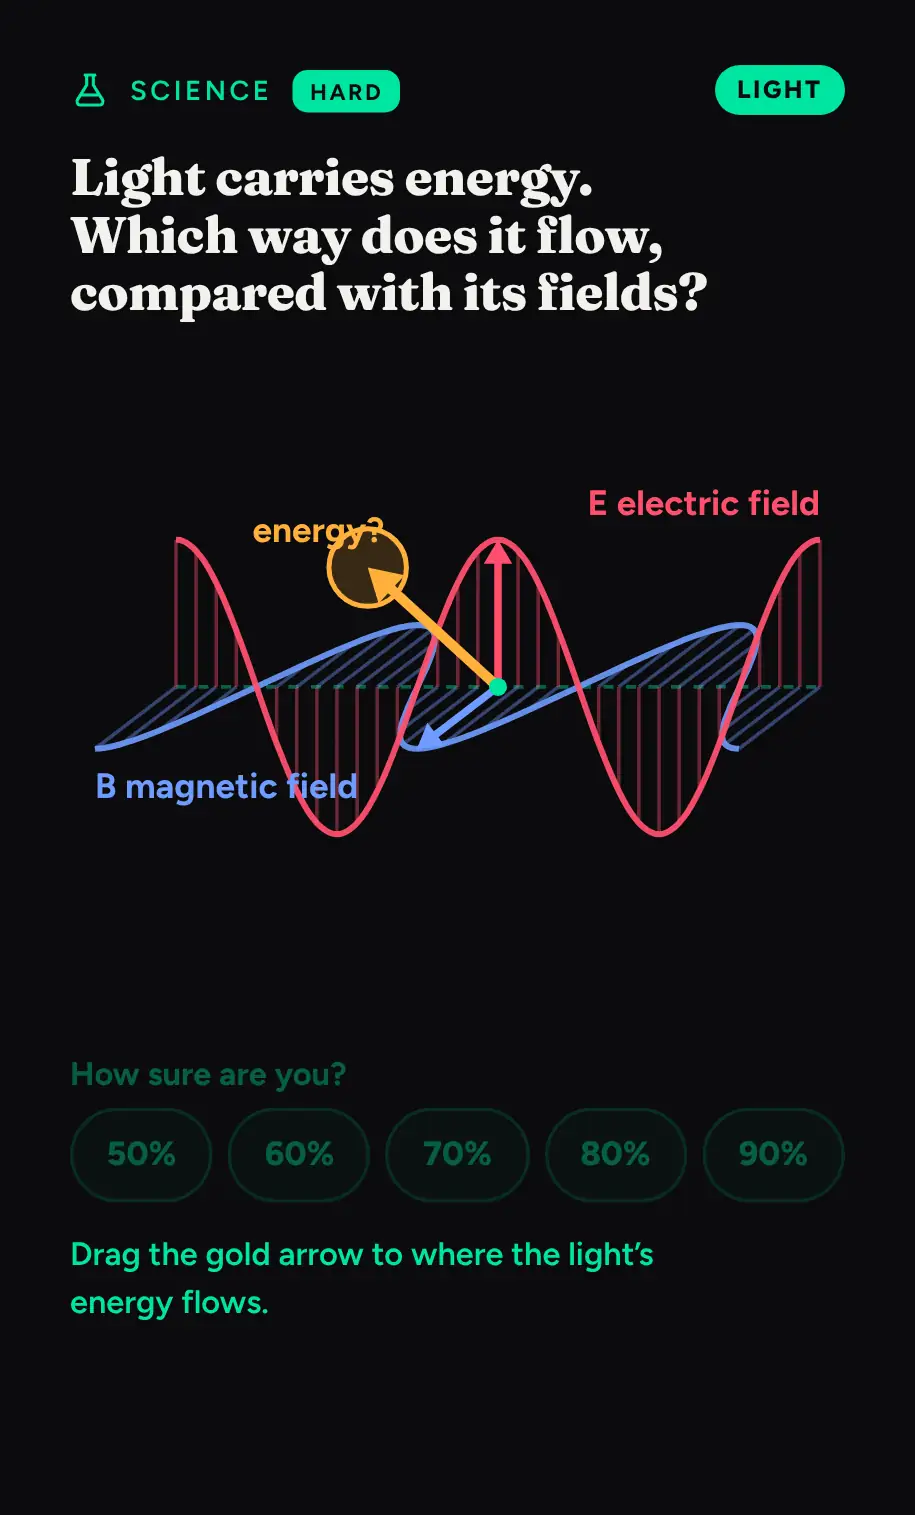 SCIENCE HARD LIGHT
Light carries energy.
Which way does it flow,
compared with its fields?
E electric field
energy?
B magnetic field
How sure are you?
50% 60% 70% 80% 90%
Drag the gold arrow to where the light’s
energy flows.